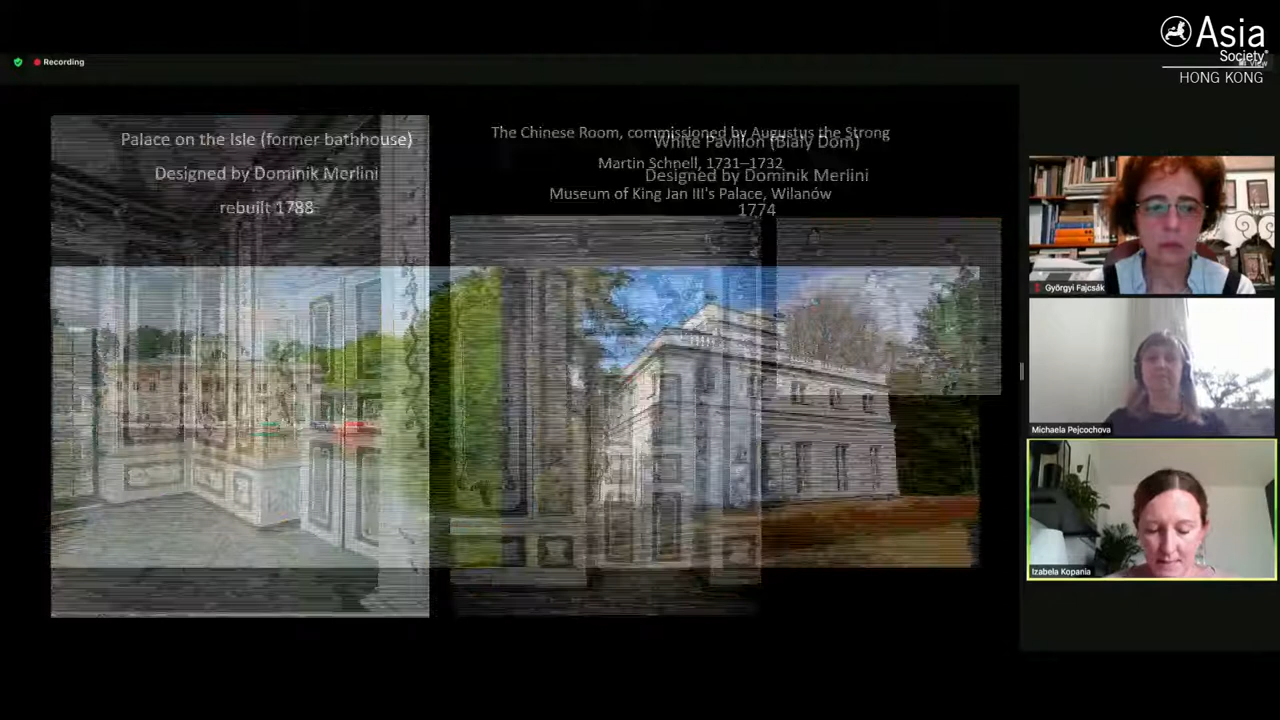 Asia
Society
HONG KONG
View
Recording
Palace on the Isle (former bathhouse)
Designed by Dominik Merlini
rebuilt 1788
The Chinese Room, commissioned by Augustus the Strong
Martin Schnell, 1731–1732
Museum of King Jan III's Palace, Wilanów
White Pavilion (Biały Dom)
Designed by Dominik Merlini
1774
Györgyi Fajcsák
Michaela Pejcochova
Izabela Kopania